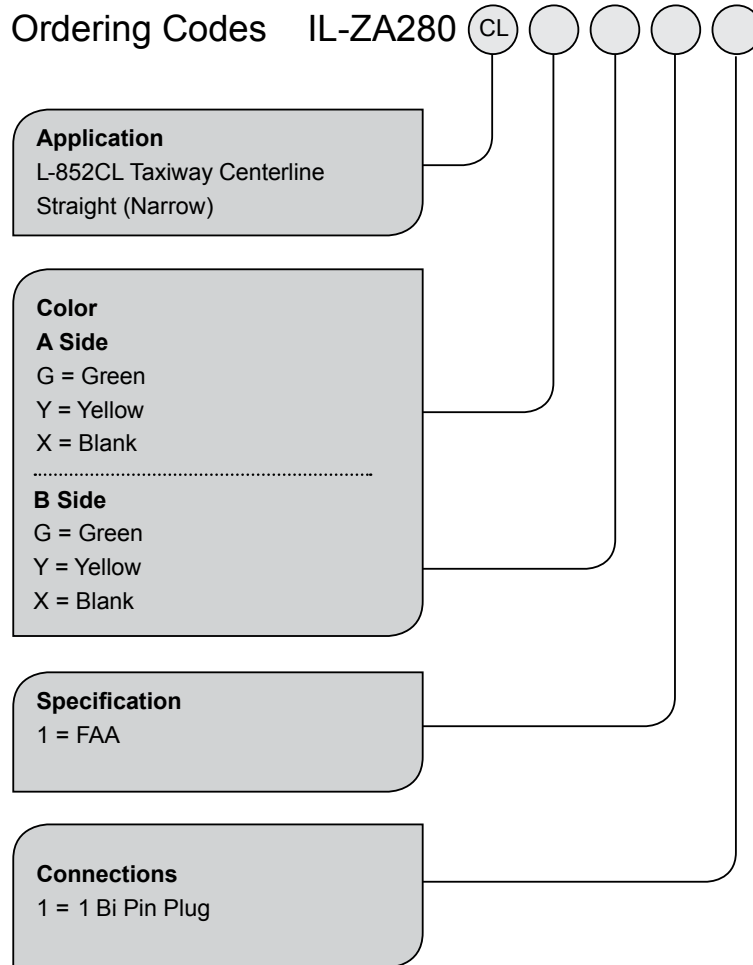 Ordering Codes IL-ZA280 CL
Application
L-852CL Taxiway Centerline
Straight (Narrow)
Color
A Side
G = Green
Y = Yellow
X = Blank
B Side
G = Green
Y = Yellow
X = Blank
Specification
1 = FAA
Connections
1 = 1 Bi Pin Plug